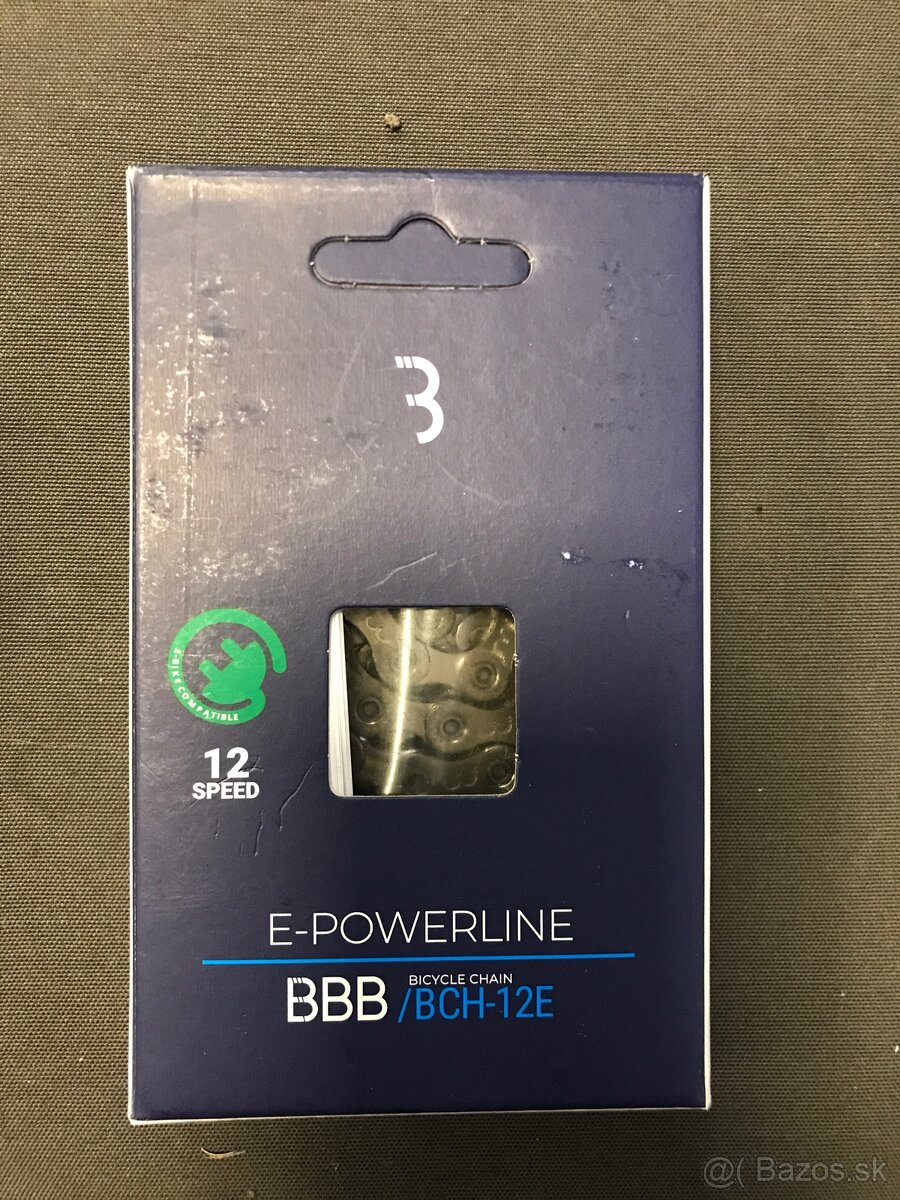 B
E-BIKE COMPATIBLE
12
SPEED
E-POWERLINE
BICYCLE CHAIN
BBB /BCH-12E
@( Bazos.sk